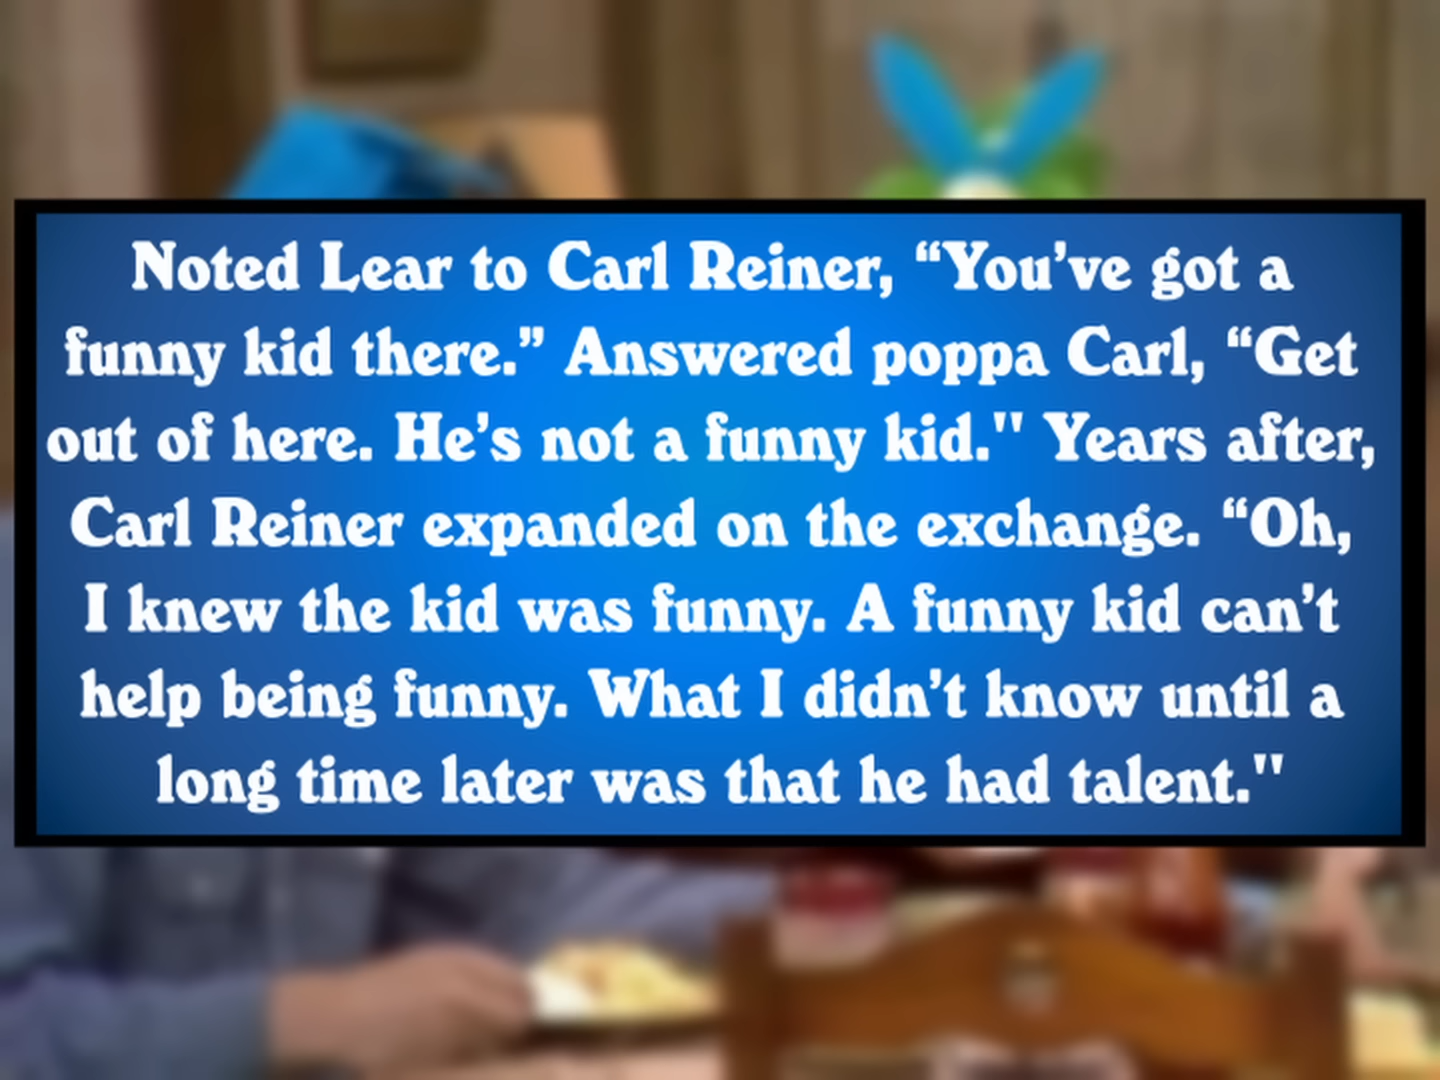 Noted Lear to Carl Reiner, “You’ve got a
funny kid there.” Answered poppa Carl, “Get
out of here. He’s not a funny kid." Years after,
Carl Reiner expanded on the exchange. “Oh,
I knew the kid was funny. A funny kid can’t
help being funny. What I didn’t know until a
long time later was that he had talent."